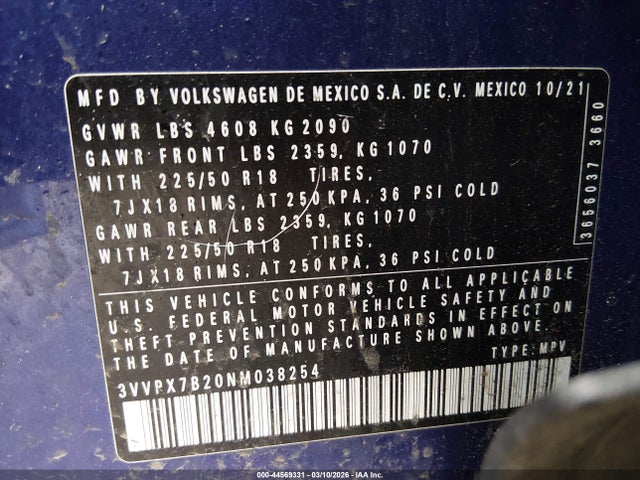 MFD BY VOLKSWAGEN DE MEXICO S.A. DE C.V. MEXICO 10/21
GVWR LBS 4608 KG 2090
GAWR FRONT LBS 2359, KG 1070
WITH 225/50 R18 TIRES,
7JX18 RIMS, AT 250 KPA, 36 PSI COLD
GAWR REAR LBS 2359, KG 1070
WITH 225/50 R18 TIRES,
7JX18 RIMS, AT 250 KPA, 36 PSI COLD
THIS VEHICLE CONFORMS TO ALL APPLICABLE
U.S. FEDERAL MOTOR VEHICLE SAFETY AND
THEFT PREVENTION STANDARDS IN EFFECT ON
THE DATE OF MANUFACTURE SHOWN ABOVE.
TYPE: MPV
3VVPX7B20NM038254
3656037 3660
000-44569331 - 03/10/2026 - IAA Inc.